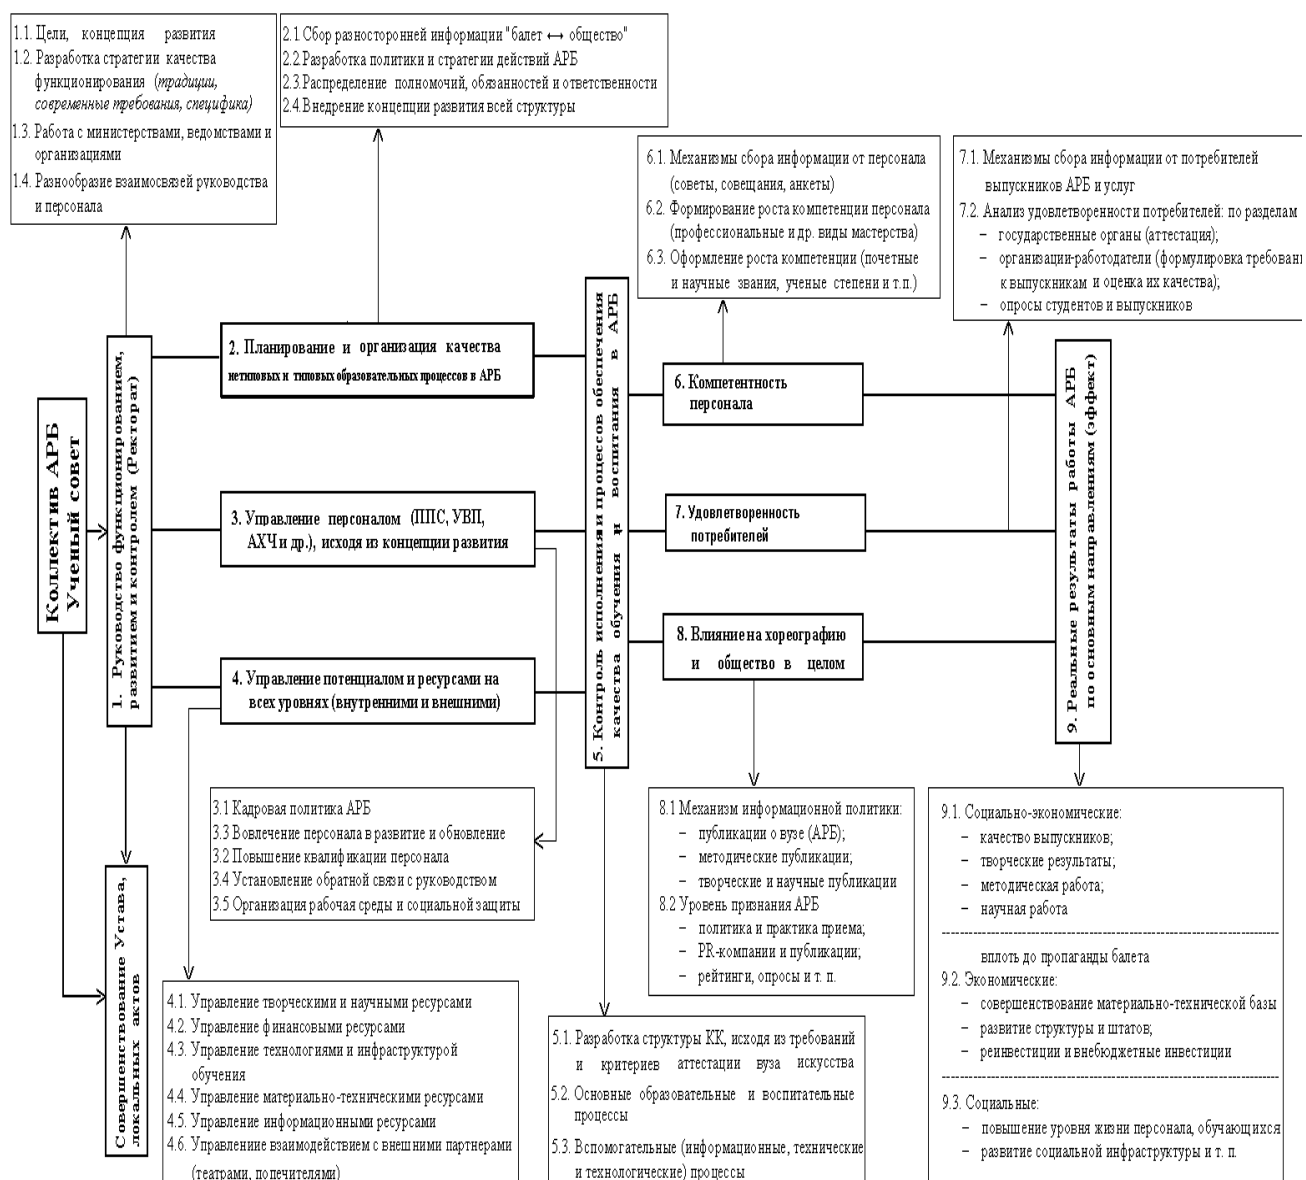 1.1. Цели, концепция развития
1.2. Разработка стратегии качества
функционирования (традиции,
современные требования, специфика)
1.3. Работа с министерствами, ведомствами и
организациями
1.4. Разнообразие взаимосвязей руководства
и персонала
2.1 Сбор разносторонней информации "балет ↔ общество"
2.2 Разработка политики и стратегии действий АРБ
2.3. Распределение полномочий, обязанностей и ответственности
2.4. Внедрение концепции развития всей структуры
6.1. Механизмы сбора информации от персонала
(советы, совещания, анкеты)
6.2. Формирование роста компетенции персонала
(профессиональные и др. виды мастерства)
6.3. Оформление роста компетенции (почетные
и научные звания, ученые степени и т.п.)
7.1. Механизмы сбора информации от потребителей
выпускников АРБ и услуг
7.2. Анализ удовлетворенности потребителей: по разделам
– государственные органы (аттестация);
– организации-работодатели (формулировка требовани
к выпускникам и оценка их качества);
– опросы студентов и выпускников
Коллектив АРБ
Ученый совет
1. Руководство функционированием,
развитием и контролем (Ректорат)
2. Планирование и организация качества
нетиповых и типовых образовательных процессов в АРБ
3. Управление персоналом (ППС, УВП,
АХЧ и др.), исходя из концепции развития
4. Управление потенциалом и ресурсами на
всех уровнях (внутренними и внешними)
5. Контроль исполнения и процессов обеспечения
качества обучения и воспитания в АРБ
6. Компетентность
персонала
7. Удовлетворенность
потребителей
8. Влияние на хореографию
и общество в целом
9. Реальные результаты работы АРБ
по основным направлениям (эффект)
Совершенствование Устава,
локальных актов
3.1 Кадровая политика АРБ
3.3 Вовлечение персонала в развитие и обновление
3.2 Повышение квалификации персонала
3.4 Установление обратной связи с руководством
3.5 Организация рабочая среды и социальной защиты
4.1. Управление творческими и научными ресурсами
4.2. Управление финансовыми ресурсами
4.3. Управление технологиями и инфраструктурой
обучения
4.4. Управление материально-техническими ресурсами
4.5. Управление информационными ресурсами
4.6. Управлениие взаимодействием с внешними партнерами
(театрами, попечителями)
5.1. Разработка структуры КК, исходя из требований
и критериев аттестации вуза искусства
5.2. Основные образовательные и воспитательные
процессы
5.3. Вспомогательные (информационные, технические
и технологические) процессы
8.1 Механизм информационной политики:
– публикации о вузе (АРБ);
– методические публикации;
– творческие и научные публикации
8.2 Уровень признания АРБ
– политика и практика приема;
– PR-компании и публикации;
– рейтинги, опросы и т. п.
9.1. Социально-экономические:
– качество выпускников;
– творческие результаты;
– методическая работа;
– научная работа
вплоть до пропаганды балета
9.2. Экономические:
– совершенствование материально-технической базы
– развитие структуры и штатов;
– реинвестиции и внебюджетные инвестиции
9.3. Социальные:
– повышение уровня жизни персонала, обучающихся
– развитие социальной инфраструктуры и т. п.